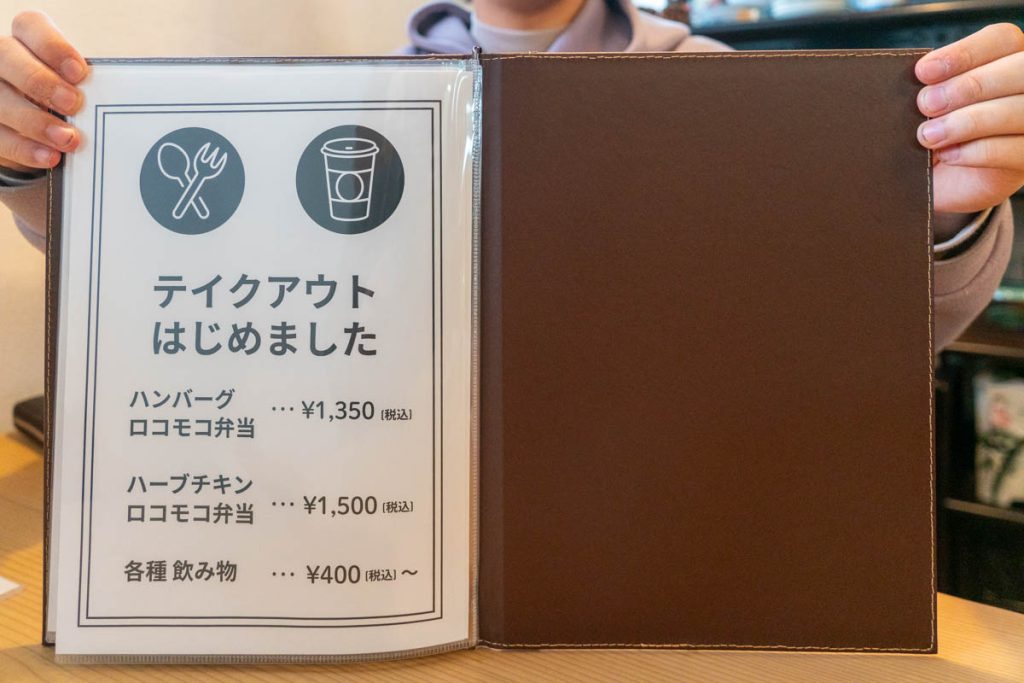 テイクアウト
はじめました
ハンバーグ
ロコモコ弁当 … ¥1,350 [税込]
ハーブチキン
ロコモコ弁当 … ¥1,500 [税込]
各種 飲み物 … ¥400 [税込] ～